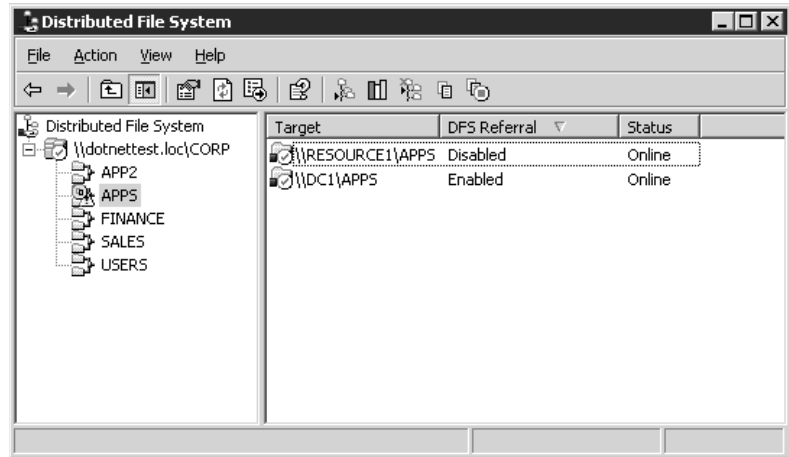 Distributed File System
File Action View Help
Distributed File System
\\dotnettest.loc\CORP
APP2
APPS
FINANCE
SALES
USERS
Target DFS Referral Status
\\RESOURCE1\APPS Disabled Online
\\DC1\APPS Enabled Online